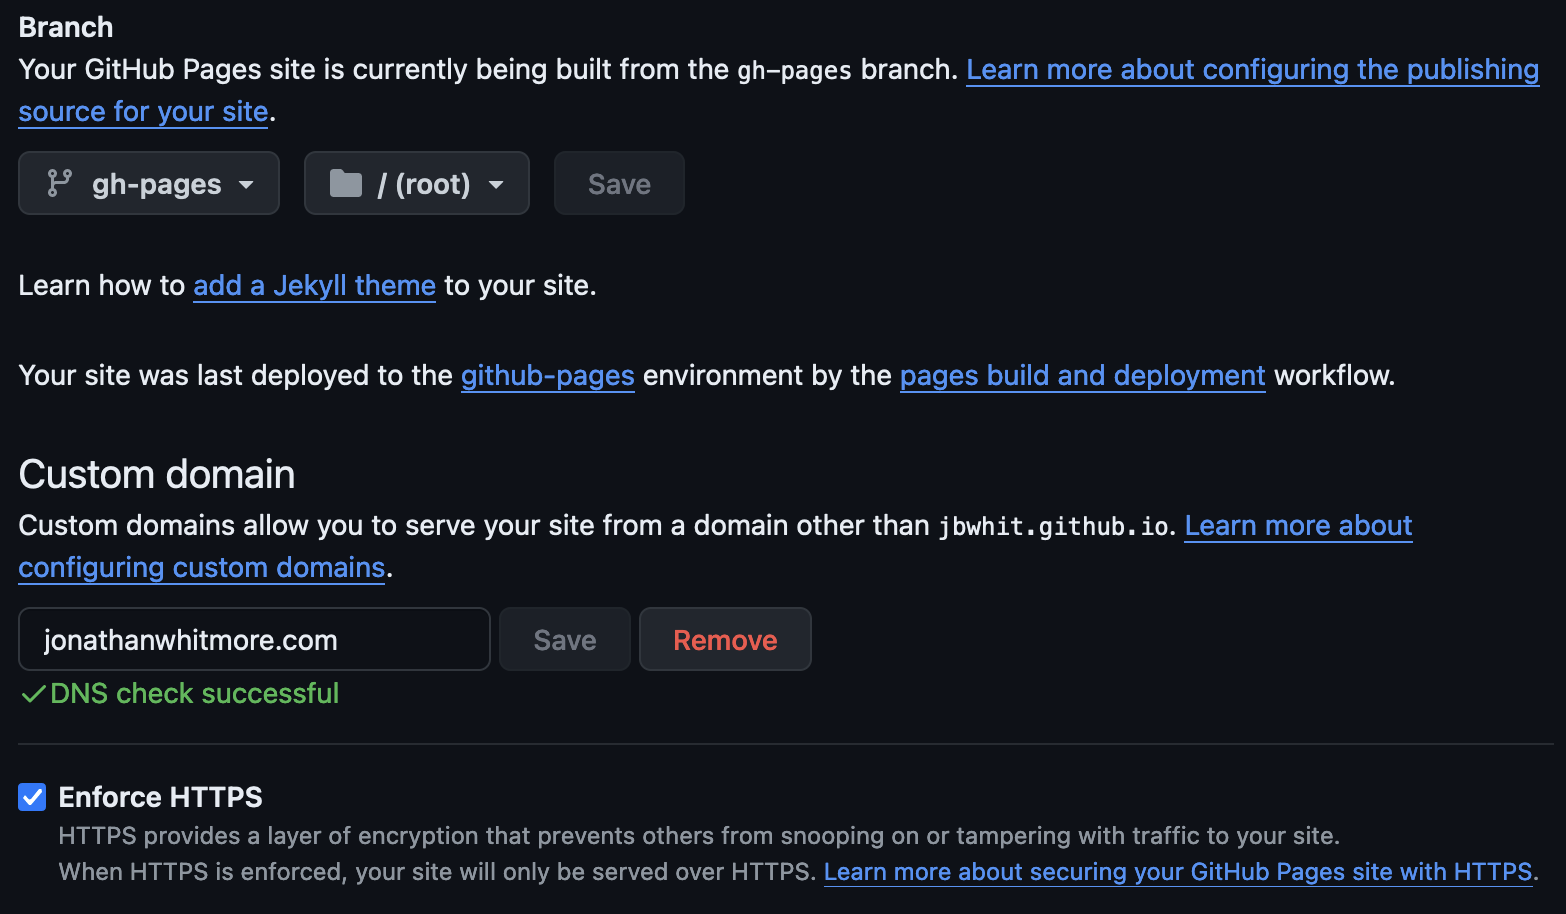 Branch
Your GitHub Pages site is currently being built from the gh-pages branch. Learn more about configuring the publishing
source for your site.
gh-pages / (root) Save
Learn how to add a Jekyll theme to your site.
Your site was last deployed to the github-pages environment by the pages build and deployment workflow.
Custom domain
Custom domains allow you to serve your site from a domain other than jbwhit.github.io. Learn more about
configuring custom domains.
jonathanwhitmore.com Save Remove
✓DNS check successful
Enforce HTTPS
HTTPS provides a layer of encryption that prevents others from snooping on or tampering with traffic to your site.
When HTTPS is enforced, your site will only be served over HTTPS. Learn more about securing your GitHub Pages site with HTTPS.